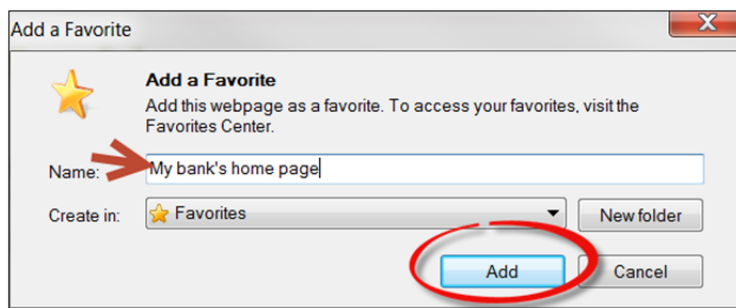 Add a Favorite
Add a Favorite
Add this webpage as a favorite. To access your favorites, visit the
Favorites Center.
Name: My bank's home page
Create in: Favorites New folder
Add Cancel